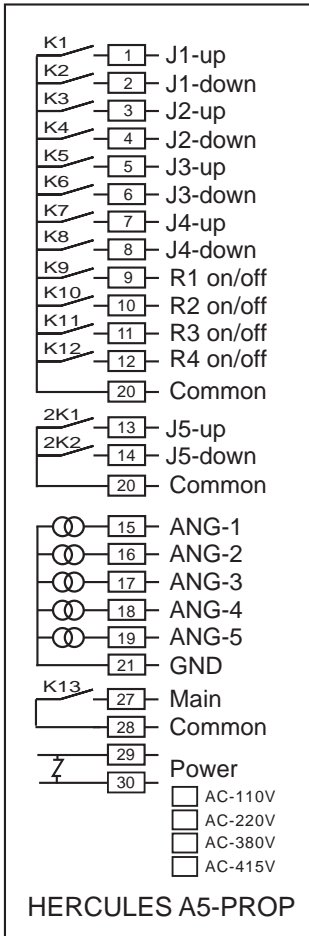 K1 1 J1-up
K2 2 J1-down
K3 3 J2-up
K4 4 J2-down
K5 5 J3-up
K6 6 J3-down
K7 7 J4-up
K8 8 J4-down
K9 9 R1 on/off
K10 10 R2 on/off
K11 11 R3 on/off
K12 12 R4 on/off
20 Common
2K1 13 J5-up
2K2 14 J5-down
20 Common
15 ANG-1
16 ANG-2
17 ANG-3
18 ANG-4
19 ANG-5
21 GND
K13 27 Main
28 Common
29
Power
30
AC-110V
AC-220V
AC-380V
AC-415V
HERCULES A5-PROP